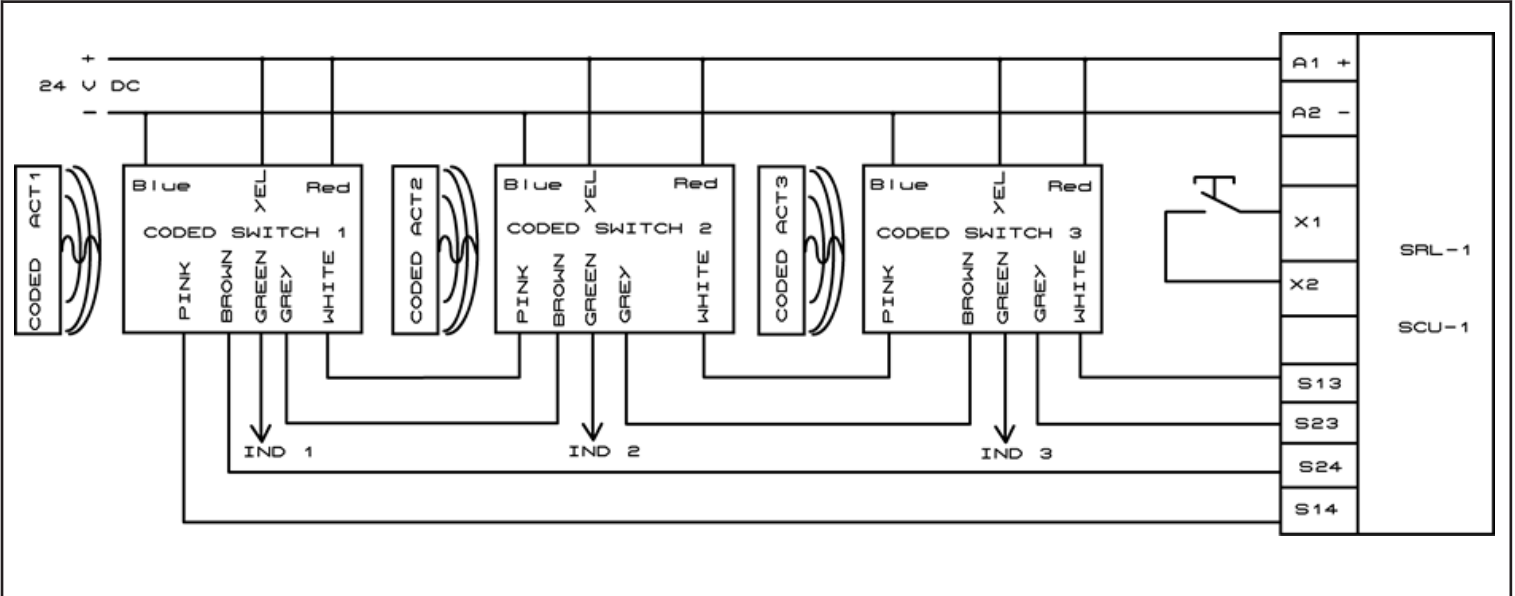 +
24 V DC
-
A1 +
A2 -
X1
X2
S13
S23
S24
S14
SRL-1
SCU-1
CODED ACT1
Blue YEL Red
CODED SWITCH 1
PINK BROWN GREEN GREY WHITE
IND 1
CODED ACT2
Blue YEL Red
CODED SWITCH 2
PINK BROWN GREEN GREY WHITE
IND 2
CODED ACT3
Blue YEL Red
CODED SWITCH 3
PINK BROWN GREEN GREY WHITE
IND 3